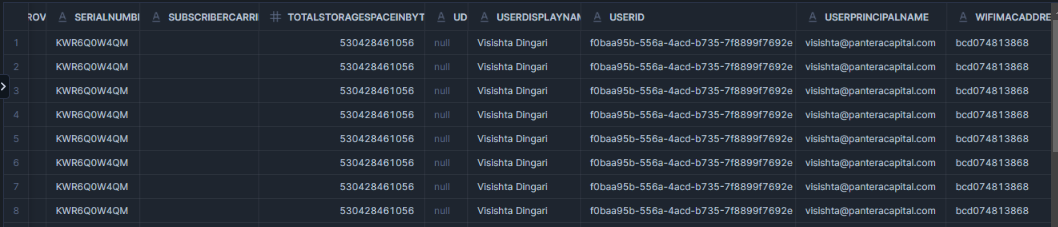 ROV SERIALNUMBE SUBSCRIBERCARRI TOTALSTORAGESPACEINBYT UD USERDISPLAYNAM USERID USERPRINCIPALNAME WIFIMACADDRE
1 KWR6Q0W4QM 530428461056 null Visishta Dingari f0baa95b-556a-4acd-b735-7f8899f7692e visishta@panteracapital.com bcd074813868
2 KWR6Q0W4QM 530428461056 null Visishta Dingari f0baa95b-556a-4acd-b735-7f8899f7692e visishta@panteracapital.com bcd074813868
3 KWR6Q0W4QM 530428461056 null Visishta Dingari f0baa95b-556a-4acd-b735-7f8899f7692e visishta@panteracapital.com bcd074813868
4 KWR6Q0W4QM 530428461056 null Visishta Dingari f0baa95b-556a-4acd-b735-7f8899f7692e visishta@panteracapital.com bcd074813868
5 KWR6Q0W4QM 530428461056 null Visishta Dingari f0baa95b-556a-4acd-b735-7f8899f7692e visishta@panteracapital.com bcd074813868
6 KWR6Q0W4QM 530428461056 null Visishta Dingari f0baa95b-556a-4acd-b735-7f8899f7692e visishta@panteracapital.com bcd074813868
7 KWR6Q0W4QM 530428461056 null Visishta Dingari f0baa95b-556a-4acd-b735-7f8899f7692e visishta@panteracapital.com bcd074813868
8 KWR6Q0W4QM 530428461056 null Visishta Dingari f0baa95b-556a-4acd-b735-7f8899f7692e visishta@panteracapital.com bcd074813868